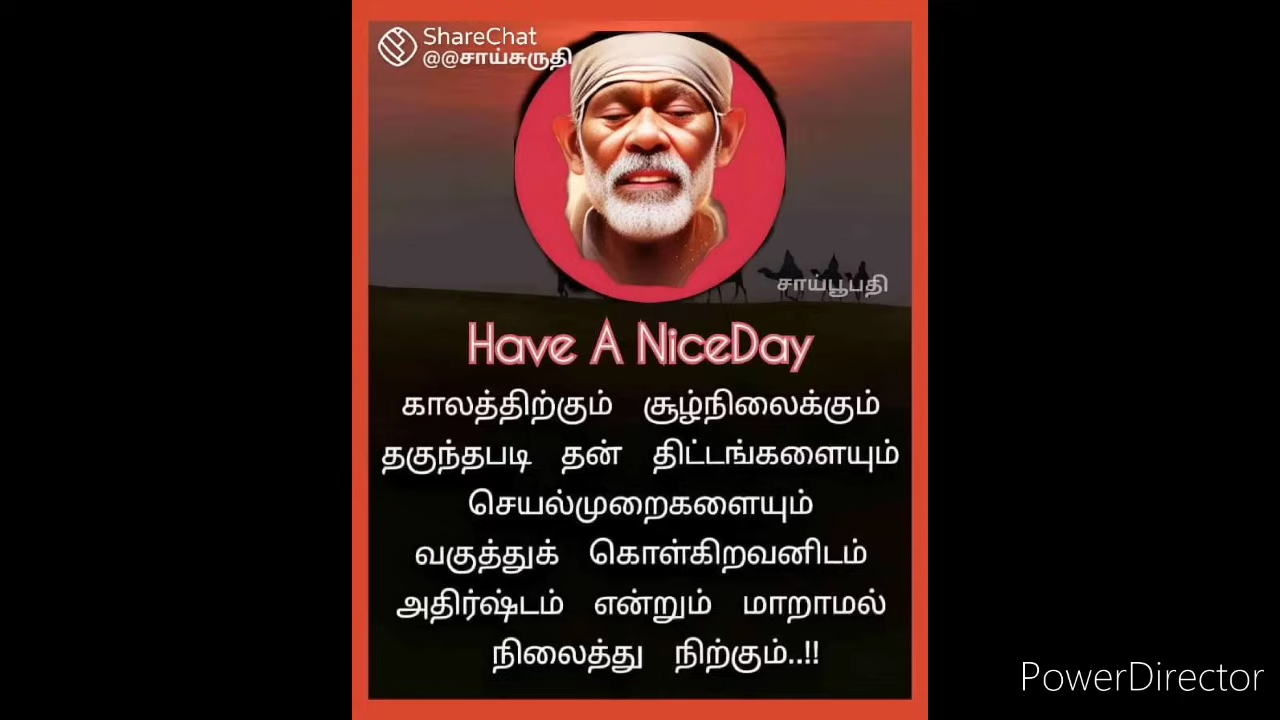 ShareChat
@@சாய்சுருதி
சாய்பூபதி
Have A NiceDay
காலத்திற்கும் சூழ்நிலைக்கும்
தகுந்தபடி தன் திட்டங்களையும்
செயல்முறைகளையும்
வகுத்துக் கொள்கிறவனிடம்
அதிர்ஷ்டம் என்றும் மாறாமல்
நிலைத்து நிற்கும்..!!
PowerDirector